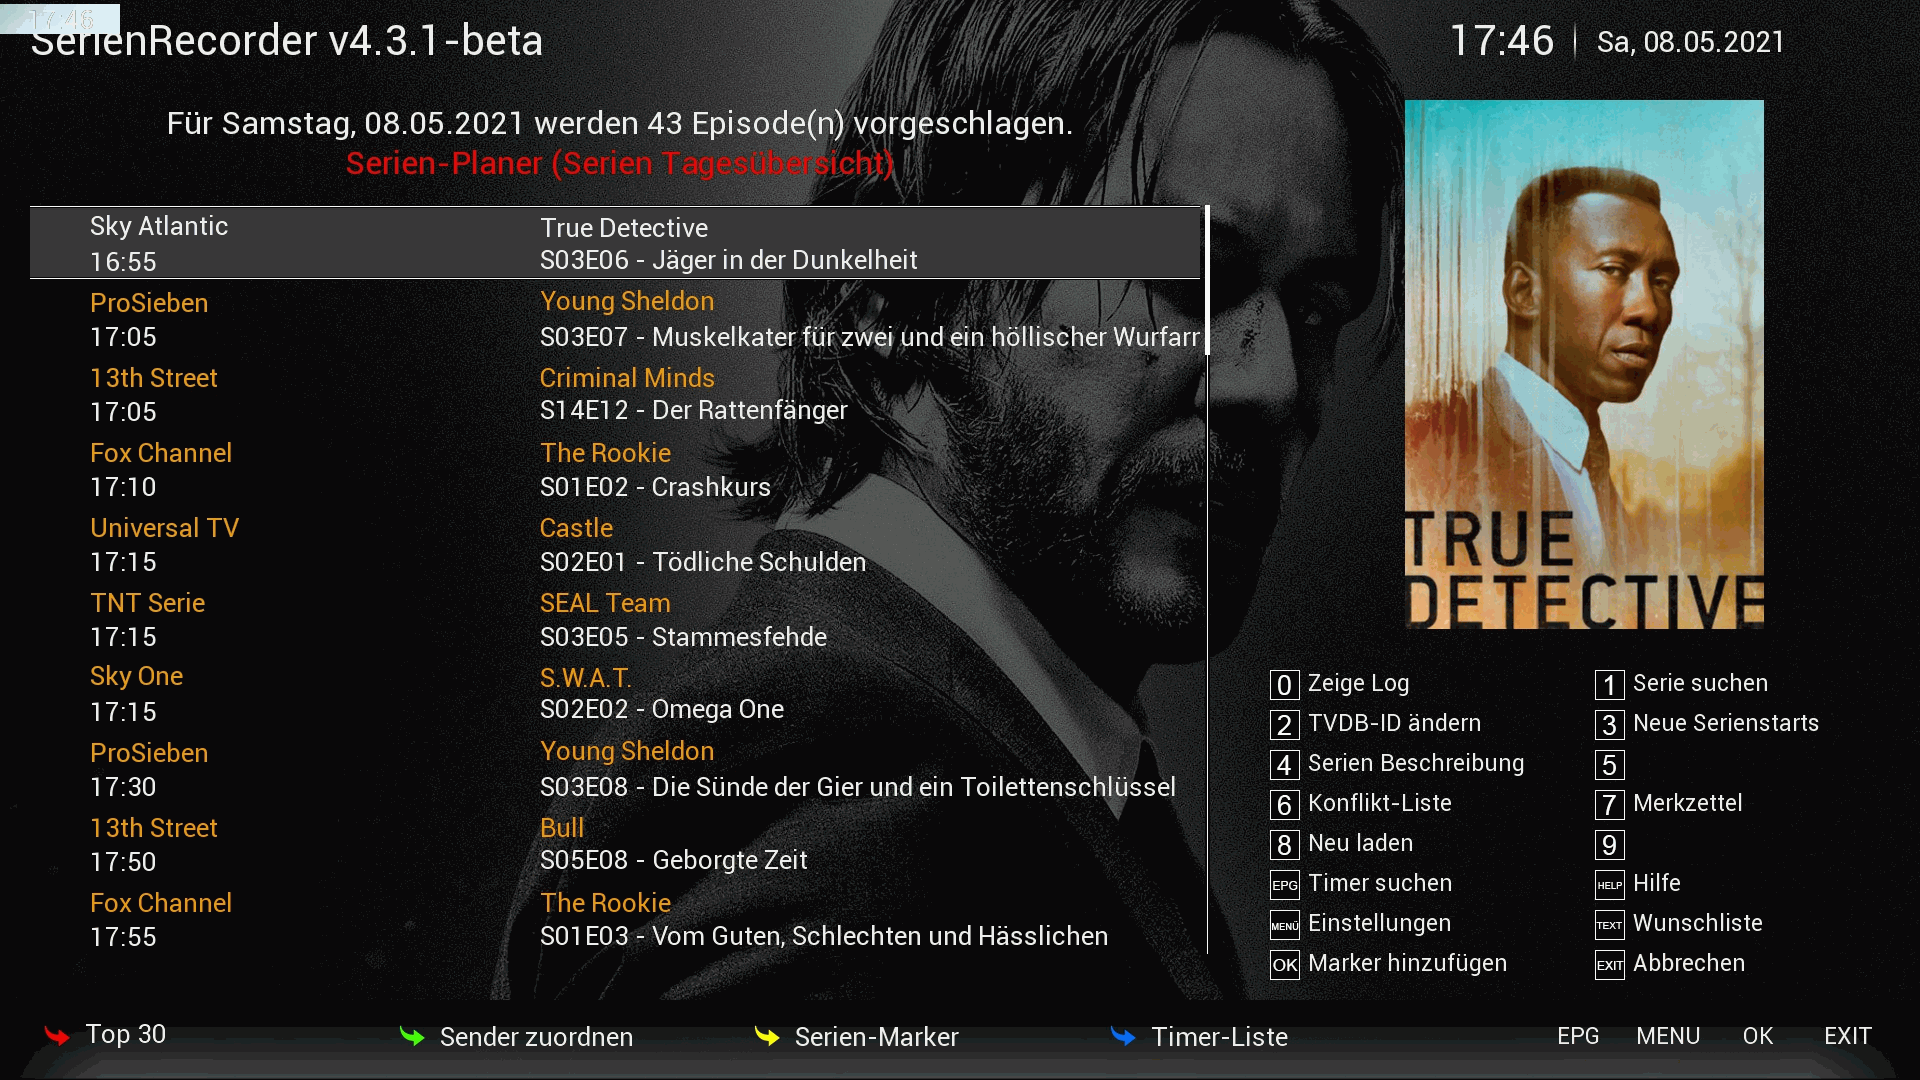 17:46
SerienRecorder v4.3.1-beta
17:46 Sa, 08.05.2021
Für Samstag, 08.05.2021 werden 43 Episode(n) vorgeschlagen.
Serien-Planer (Serien Tagesübersicht)
Sky Atlantic True Detective
16:55 S03E06 - Jäger in der Dunkelheit
ProSieben Young Sheldon
17:05 S03E07 - Muskelkater für zwei und ein höllischer Wurfarr
13th Street Criminal Minds
17:05 S14E12 - Der Rattenfänger
Fox Channel The Rookie
17:10 S01E02 - Crashkurs
Universal TV Castle
17:15 S02E01 - Tödliche Schulden
TNT Serie SEAL Team
17:15 S03E05 - Stammesfehde
Sky One S.W.A.T.
17:15 S02E02 - Omega One
ProSieben Young Sheldon
17:30 S03E08 - Die Sünde der Gier und ein Toilettenschlüssel
13th Street Bull
17:50 S05E08 - Geborgte Zeit
Fox Channel The Rookie
17:55 S01E03 - Vom Guten, Schlechten und Hässlichen
TRUE
DETECTIVE
0 Zeige Log 1 Serie suchen
2 TVDB-ID ändern 3 Neue Serienstarts
4 Serien Beschreibung 5
6 Konflikt-Liste 7 Merkzettel
8 Neu laden 9
EPG Timer suchen HELP Hilfe
MENÜ Einstellungen TEXT Wunschliste
OK Marker hinzufügen EXIT Abbrechen
Top 30 Sender zuordnen Serien-Marker Timer-Liste EPG MENU OK EXIT